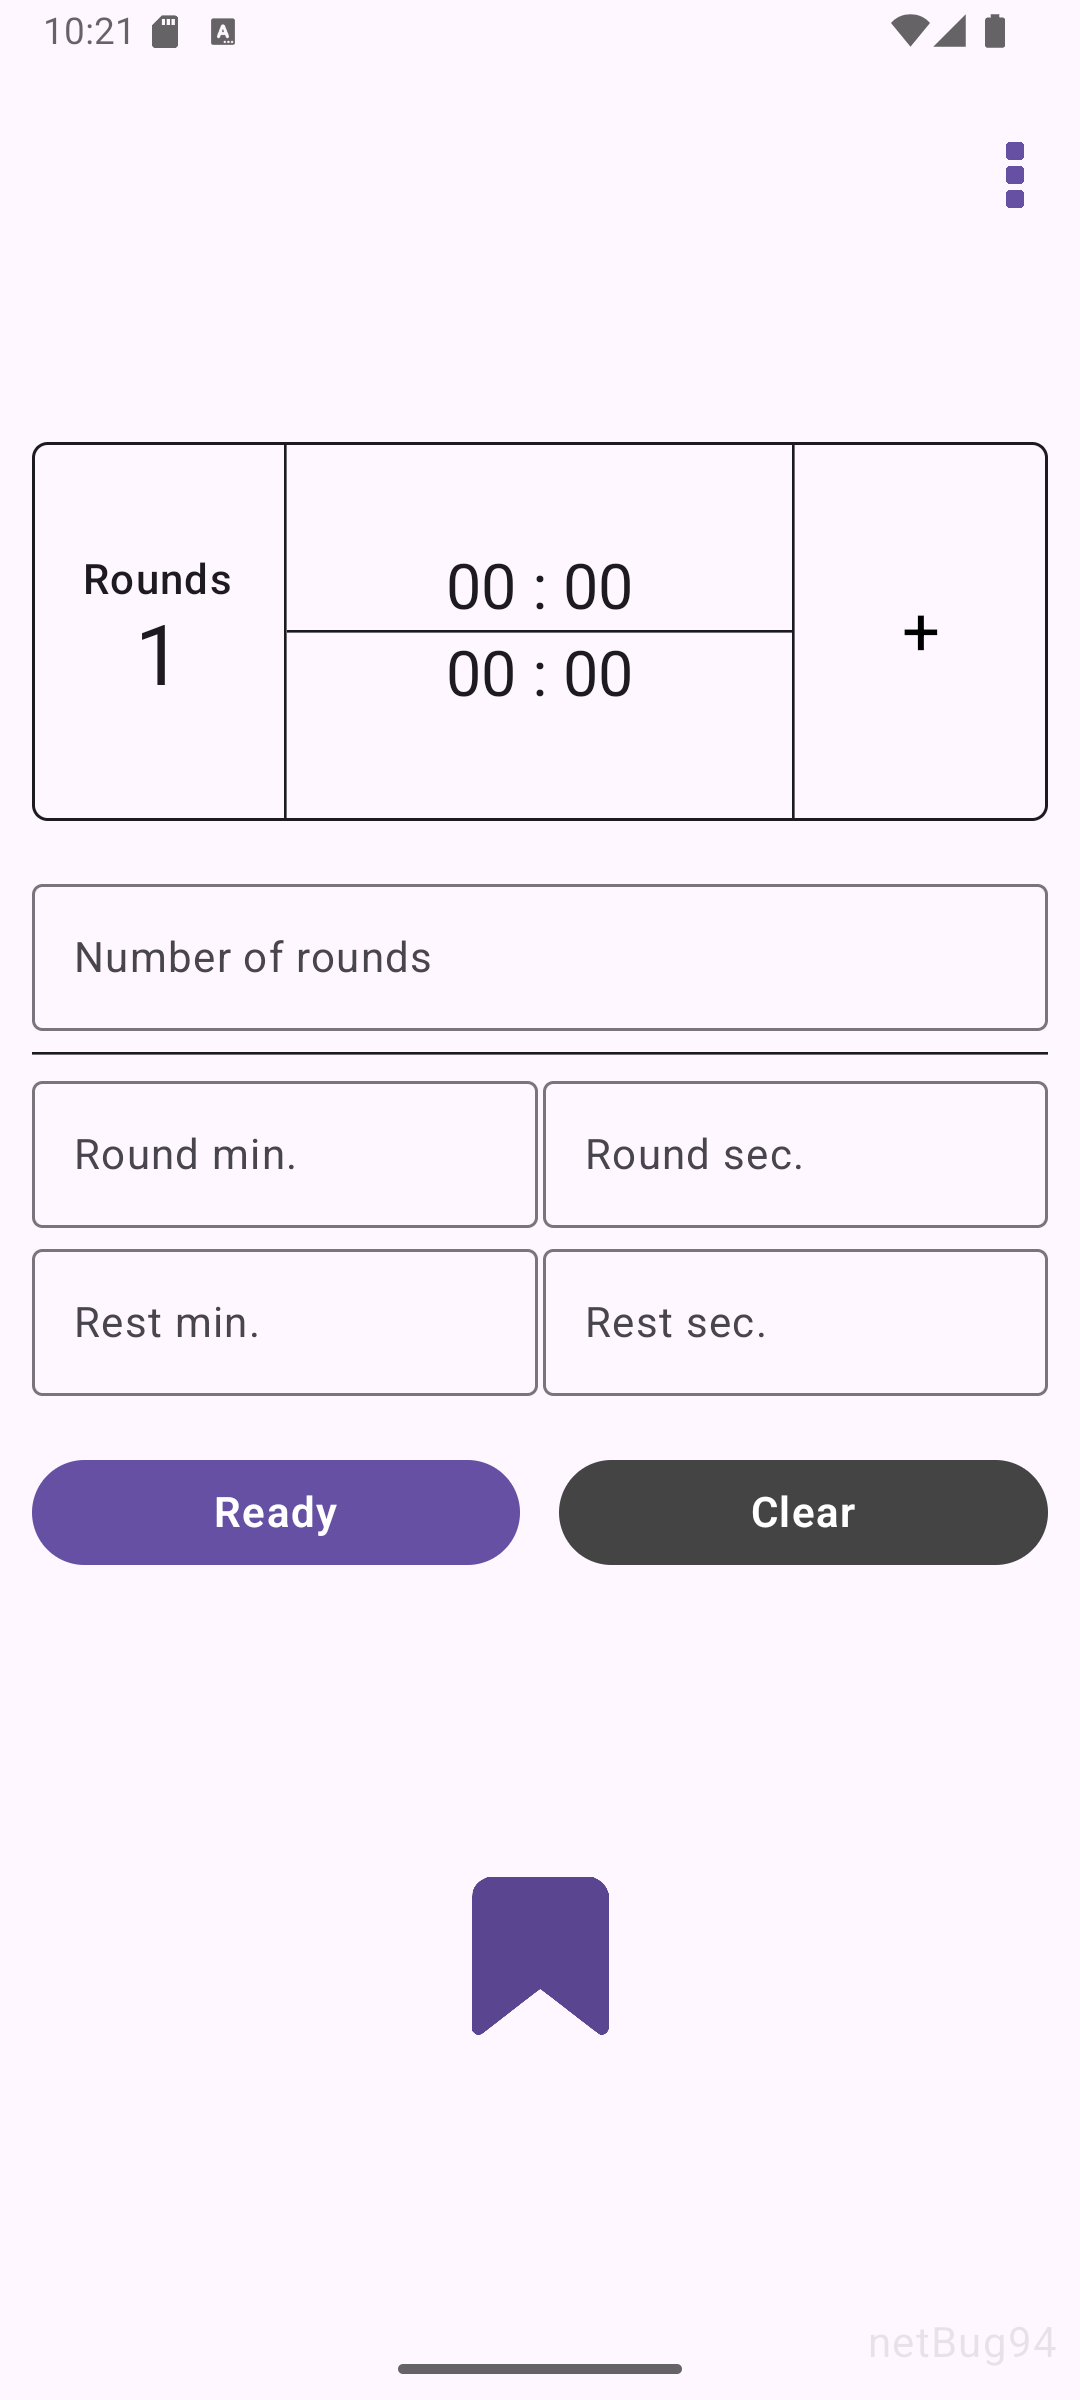 10:21
Rounds
1
00 : 00
00 : 00
+
Number of rounds
Round min.
Round sec.
Rest min.
Rest sec.
Ready
Clear
netBug94